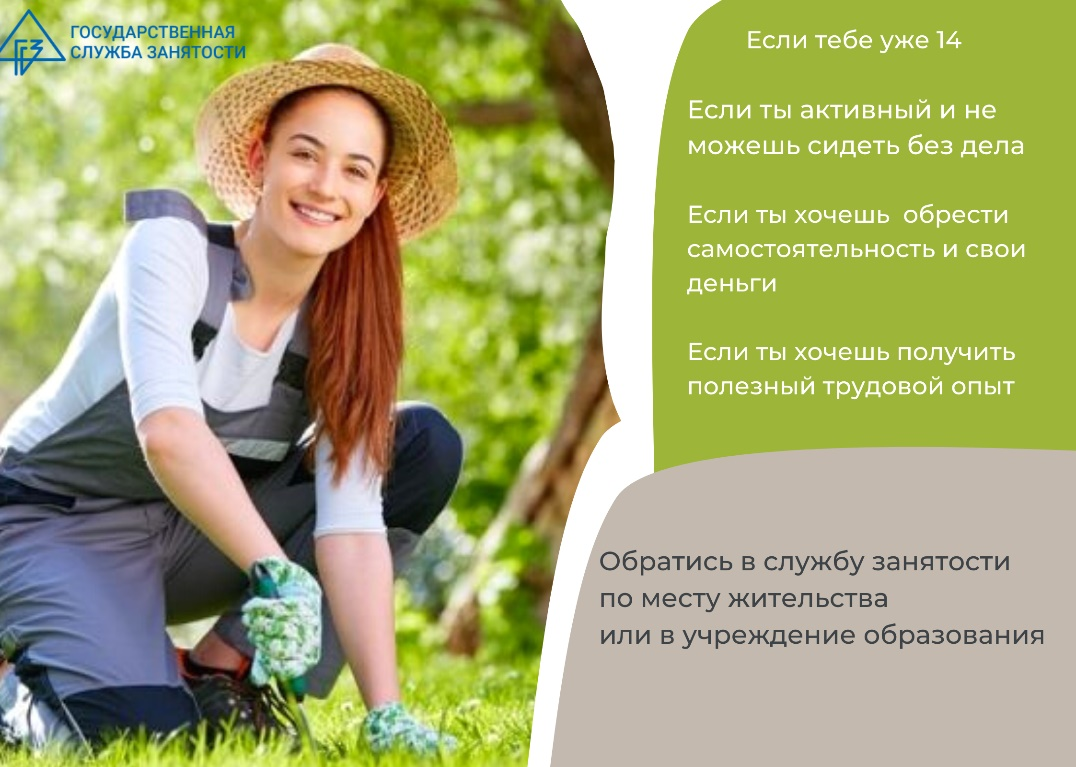 ГОСУДАРСТВЕННАЯ
СЛУЖБА ЗАНЯТОСТИ
Если тебе уже 14
Если ты активный и не
можешь сидеть без дела
Если ты хочешь обрести
самостоятельность и свои
деньги
Если ты хочешь получить
полезный трудовой опыт
Обратись в службу занятости
по месту жительства
или в учреждение образования